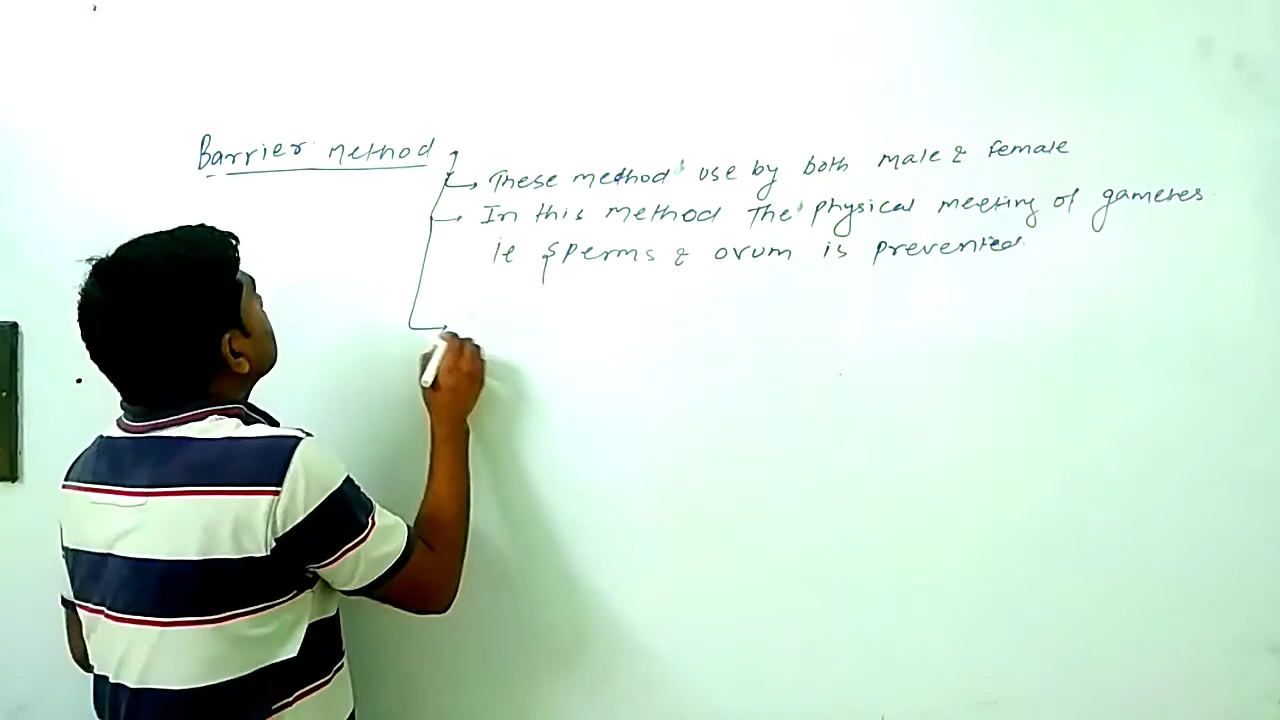 Barrier method
These method use by both male & female
In this method The physical meeting of gametes
ie sperms & ovum is prevented